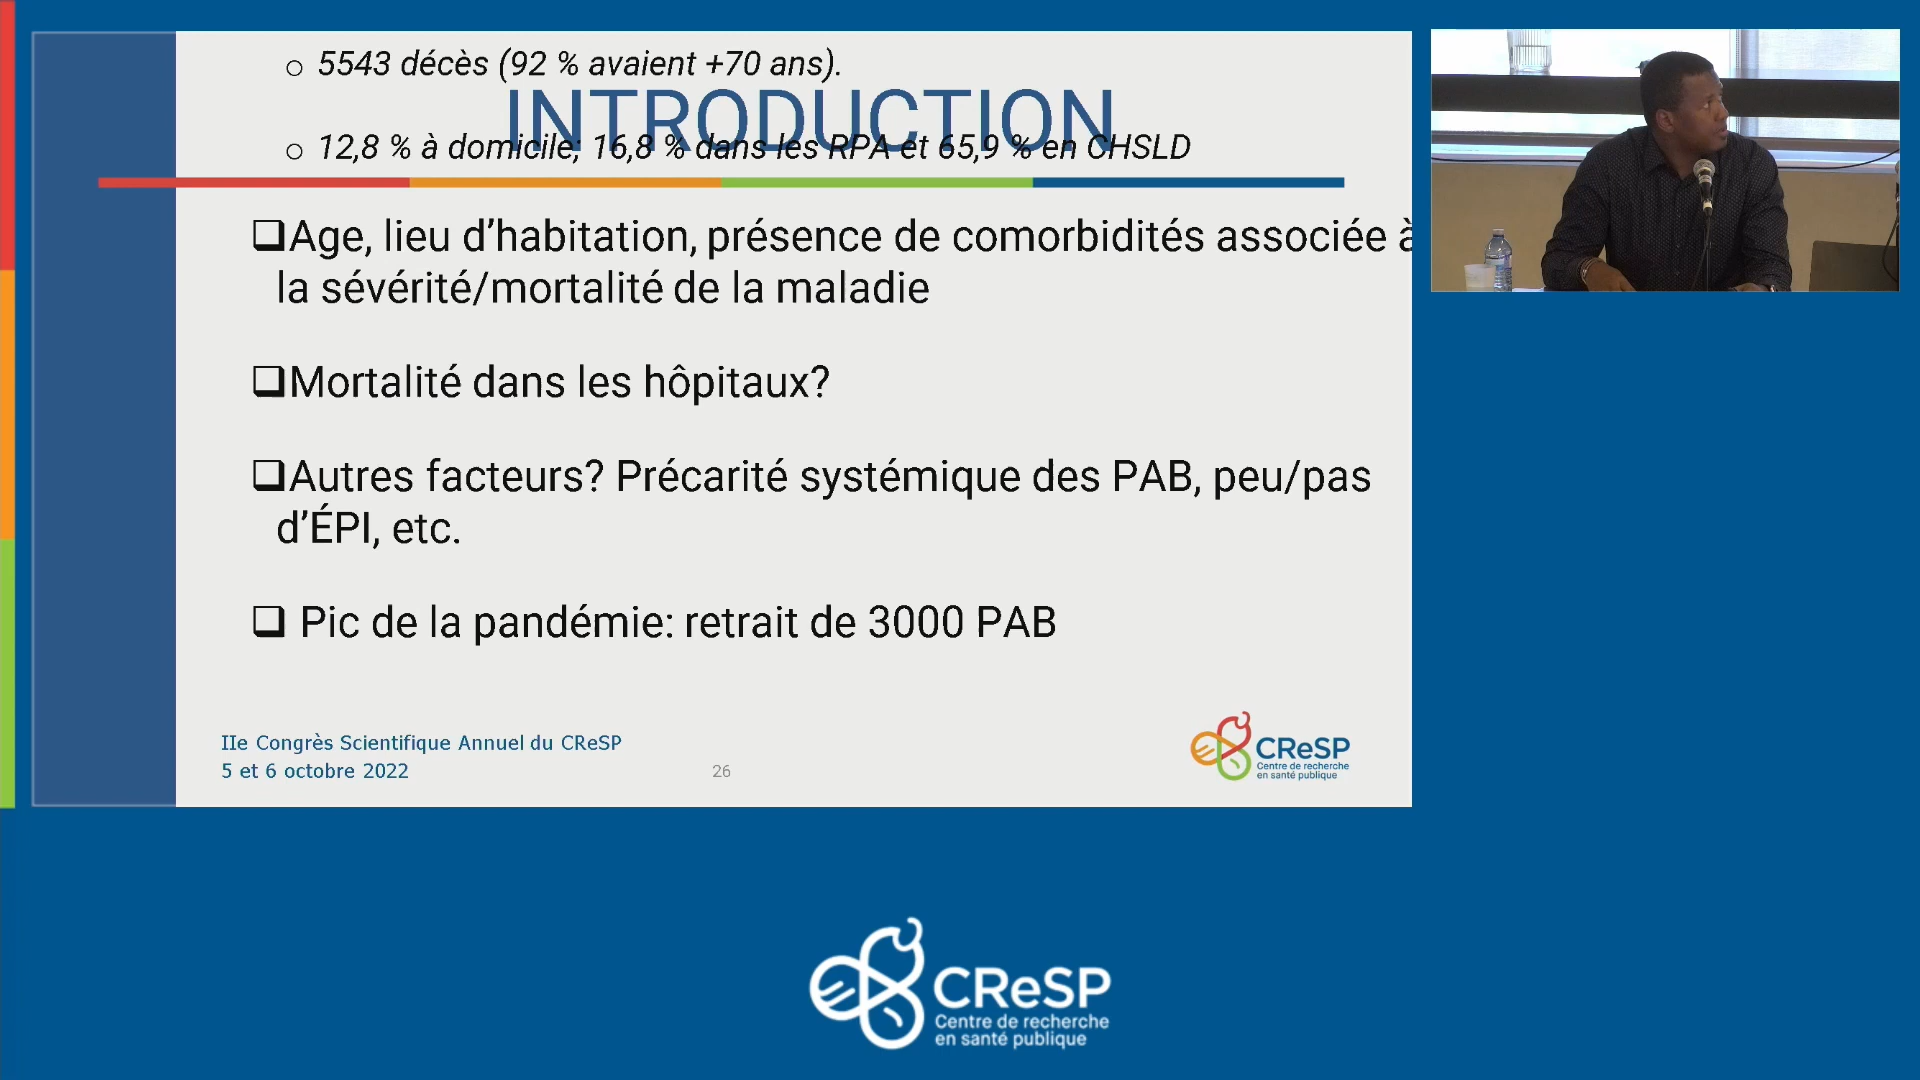 o 5543 décès (92 % avaient +70 ans).
INTRODUCTION
o 12,8 % à domicile; 16,8 % dans les RPA et 65,9 % en CHSLD
❑Age, lieu d’habitation, présence de comorbidités associée à
la sévérité/mortalité de la maladie
❑Mortalité dans les hôpitaux?
❑Autres facteurs? Précarité systémique des PAB, peu/pas
d’ÉPI, etc.
❑ Pic de la pandémie: retrait de 3000 PAB
IIe Congrès Scientifique Annuel du CReSP
5 et 6 octobre 2022
26
CReSP
Centre de recherche
en santé publique
CReSP
Centre de recherche
en santé publique